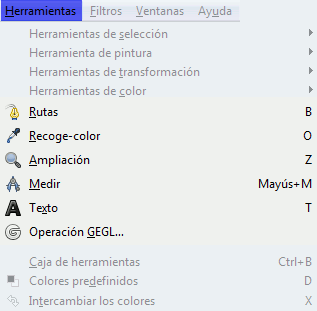 Herramientas Filtros Ventanas Ayuda
Herramientas de selección
Herramientas de pintura
Herramientas de transformación
Herramientas de color
Rutas B
Recoge-color O
Ampliación Z
Medir Mayús+M
Texto T
Operación GEGL...
Caja de herramientas Ctrl+B
Colores predefinidos D
Intercambiar los colores X